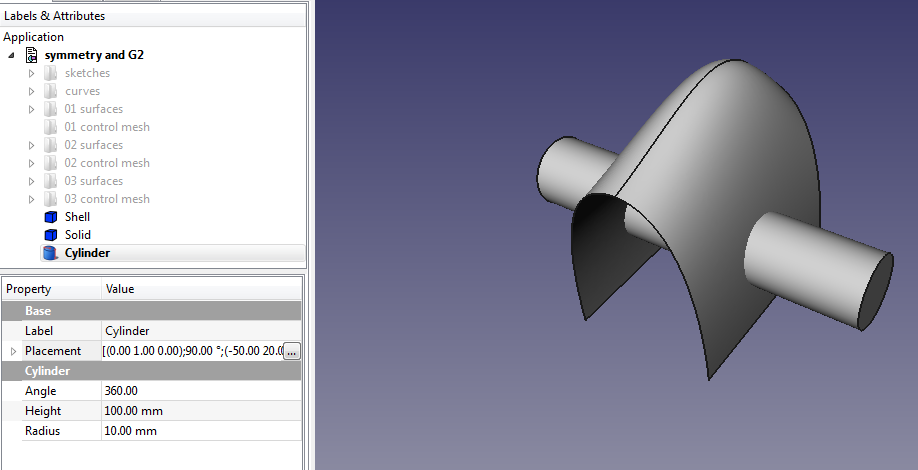 Labels & Attributes
Application
symmetry and G2
sketches
curves
01 surfaces
01 control mesh
02 surfaces
02 control mesh
03 surfaces
03 control mesh
Shell
Solid
Cylinder
Property Value
Base
Label Cylinder
Placement [(0.00 1.00 0.00);90.00 °;(-50.00 20.0 ...
Cylinder
Angle 360.00
Height 100.00 mm
Radius 10.00 mm